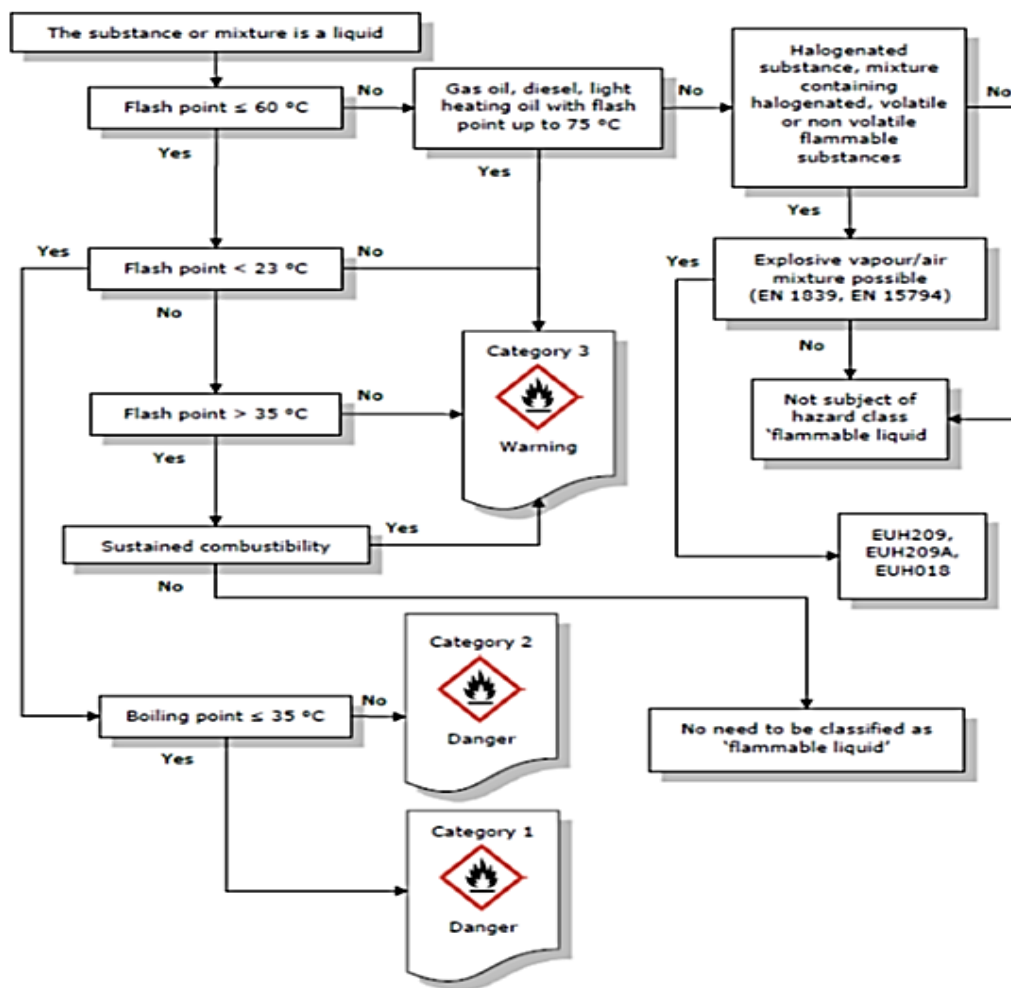 The substance or mixture is a liquid
Flash point ≤ 60 °C
No
Gas oil, diesel, light
heating oil with flash
point up to 75 °C
No
Halogenated
substance, mixture
containing
halogenated, volatile
or non volatile
flammable
substances
No
Yes
Yes
Yes
Yes
Flash point < 23 °C
No
Yes
Explosive vapour/air
mixture possible
(EN 1839, EN 15794)
No
No
Category 3
Warning
Flash point > 35 °C
No
Not subject of
hazard class
‘flammable liquid
Yes
Sustained combustibility
Yes
EUH209,
EUH209A,
EUH018
No
Category 2
Danger
Boiling point ≤ 35 °C
No
No need to be classified as
‘flammable liquid’
Yes
Category 1
Danger